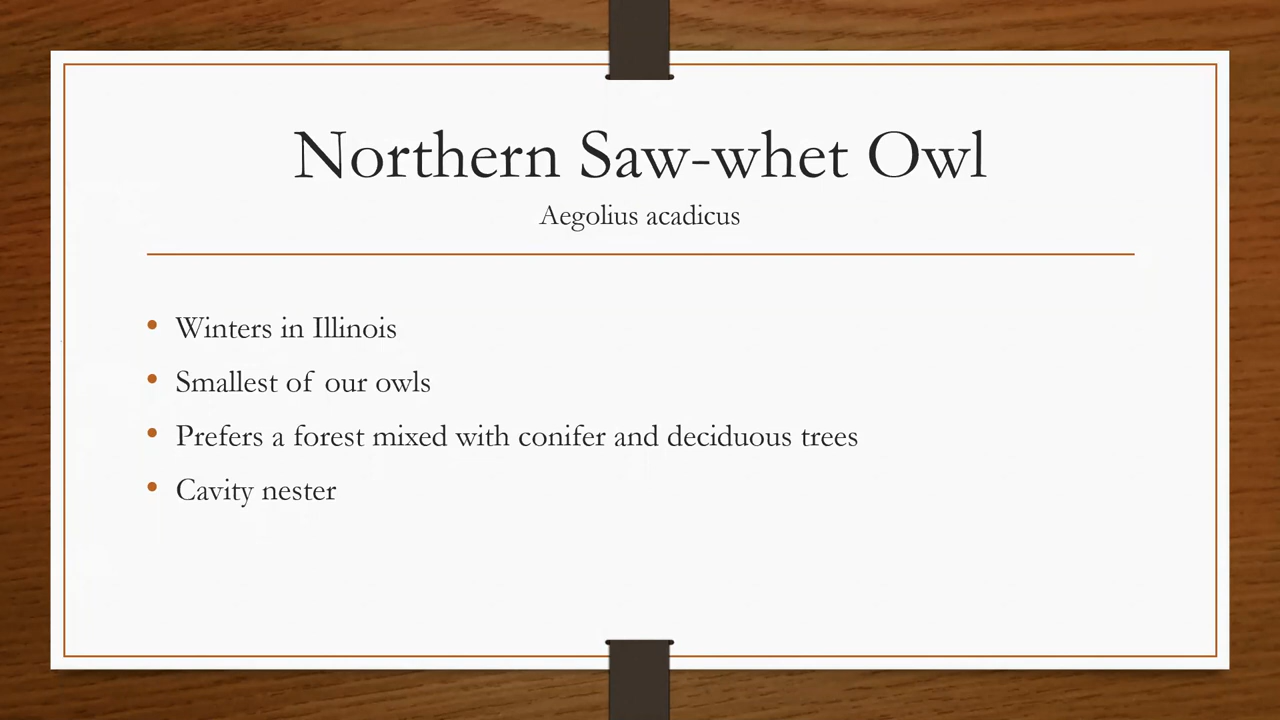 Northern Saw-whet Owl
Aegolius acadicus
• Winters in Illinois
• Smallest of our owls
• Prefers a forest mixed with conifer and deciduous trees
• Cavity nester